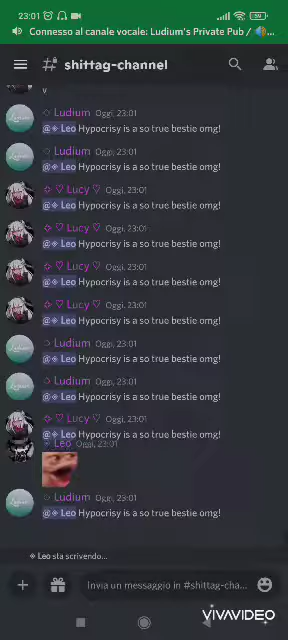 23:01
59
Connesso al canale vocale: Ludium's Private Pub / ...
shittag-channel
Ludium Oggi, 23:01
@Leo Hypocrisy is a so true bestie omg!
Ludium Oggi, 23:01
@Leo Hypocrisy is a so true bestie omg!
♡ Lucy ♡ Oggi, 23:01
@Leo Hypocrisy is a so true bestie omg!
♡ Lucy ♡ Oggi, 23:01
@Leo Hypocrisy is a so true bestie omg!
♡ Lucy ♡ Oggi, 23:01
@Leo Hypocrisy is a so true bestie omg!
♡ Lucy ♡ Oggi, 23:01
@Leo Hypocrisy is a so true bestie omg!
Ludium Oggi, 23:01
@Leo Hypocrisy is a so true bestie omg!
Ludium Oggi, 23:01
@Leo Hypocrisy is a so true bestie omg!
♡ Lucy ♡ Oggi, 23:01
@Leo Hypocrisy is a so true bestie omg!
Leo Oggi, 23:01
Ludium Oggi, 23:01
@Leo Hypocrisy is a so true bestie omg!
Leo sta scrivendo...
Invia un messaggio in #shittag-cha...
VIVAVIDEO